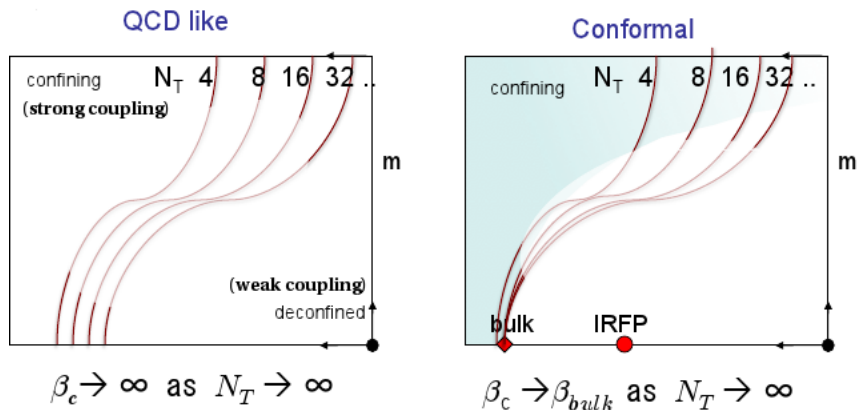 QCD like
confining N_T 4 8 16 32 ..
(strong coupling)
m
(weak coupling)
deconfined
β_c → ∞ as N_T → ∞
Conformal
confining N_T 4 8 16 32 ..
m
bulk IRFP
β_c → β_bulk as N_T → ∞